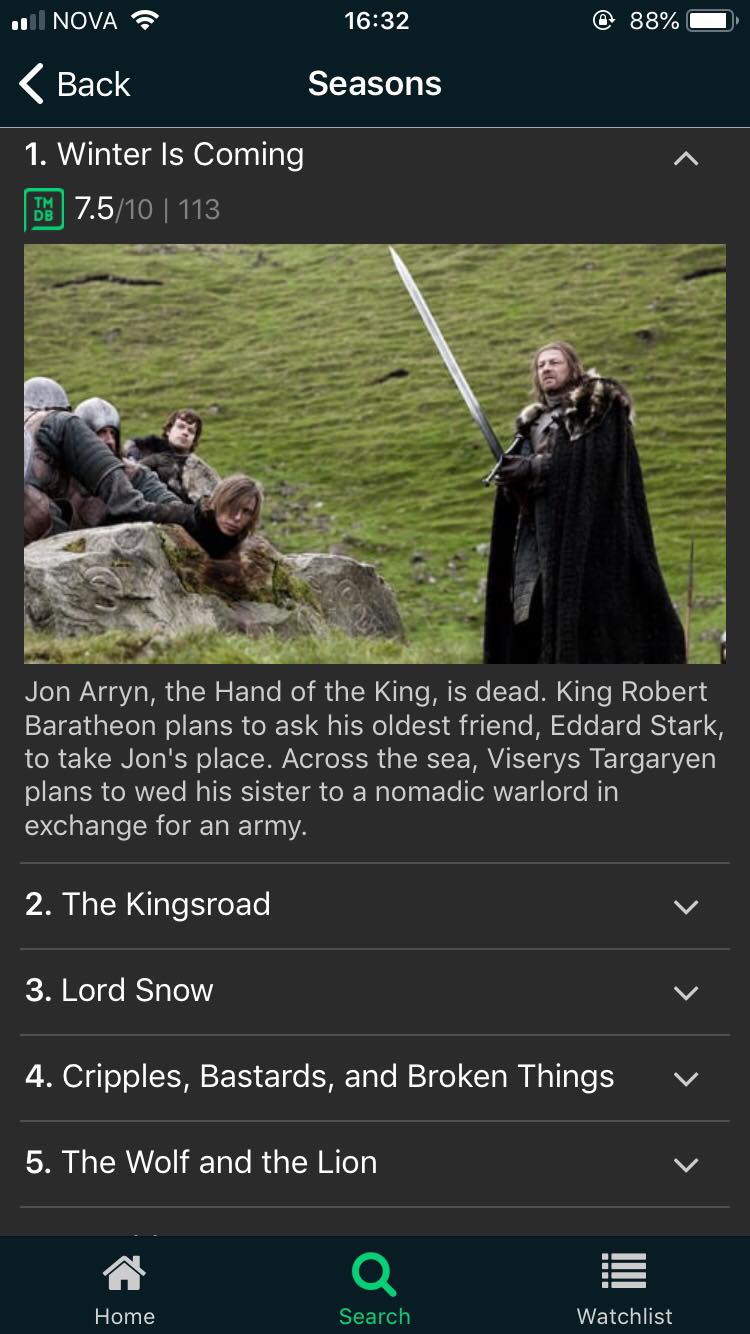 NOVA 16:32 88%
Back Seasons
1. Winter Is Coming
TM
DB 7.5/10 | 113
Jon Arryn, the Hand of the King, is dead. King Robert
Baratheon plans to ask his oldest friend, Eddard Stark,
to take Jon's place. Across the sea, Viserys Targaryen
plans to wed his sister to a nomadic warlord in
exchange for an army.
2. The Kingsroad
3. Lord Snow
4. Cripples, Bastards, and Broken Things
5. The Wolf and the Lion
Home Search Watchlist